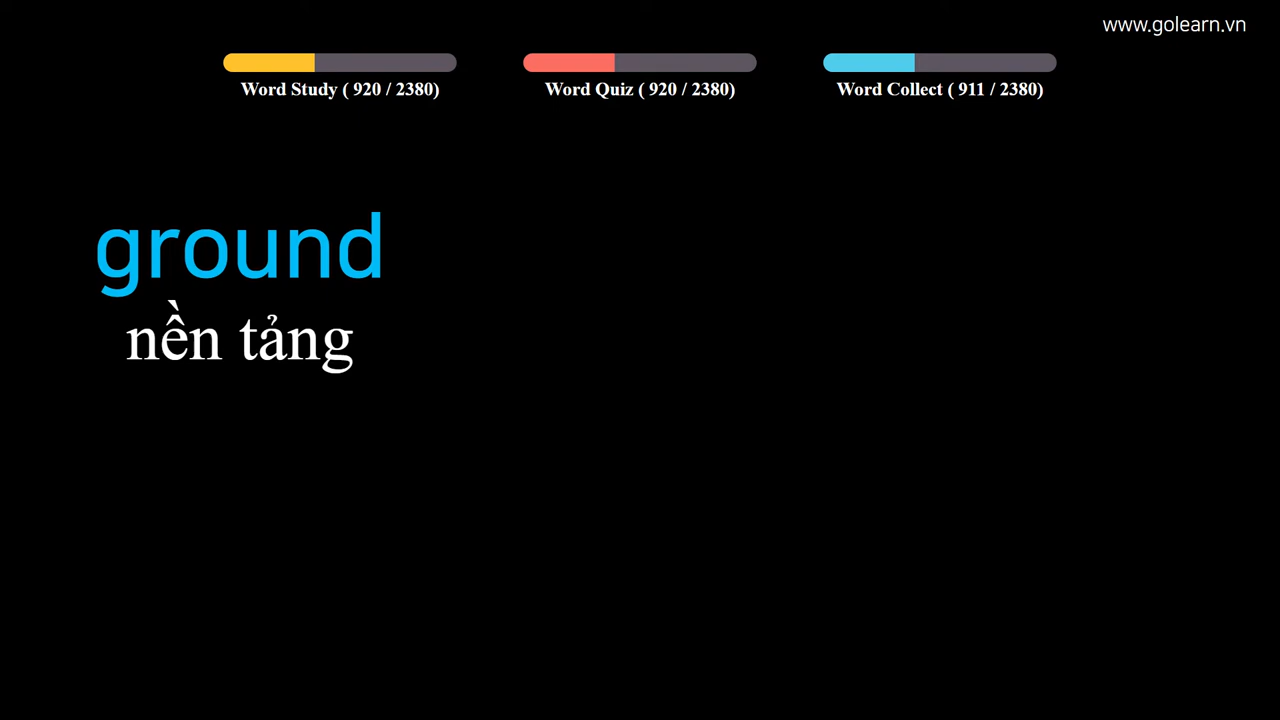 www.golearn.vn
Word Study ( 920 / 2380)
Word Quiz ( 920 / 2380)
Word Collect ( 911 / 2380)
ground
nền tảng